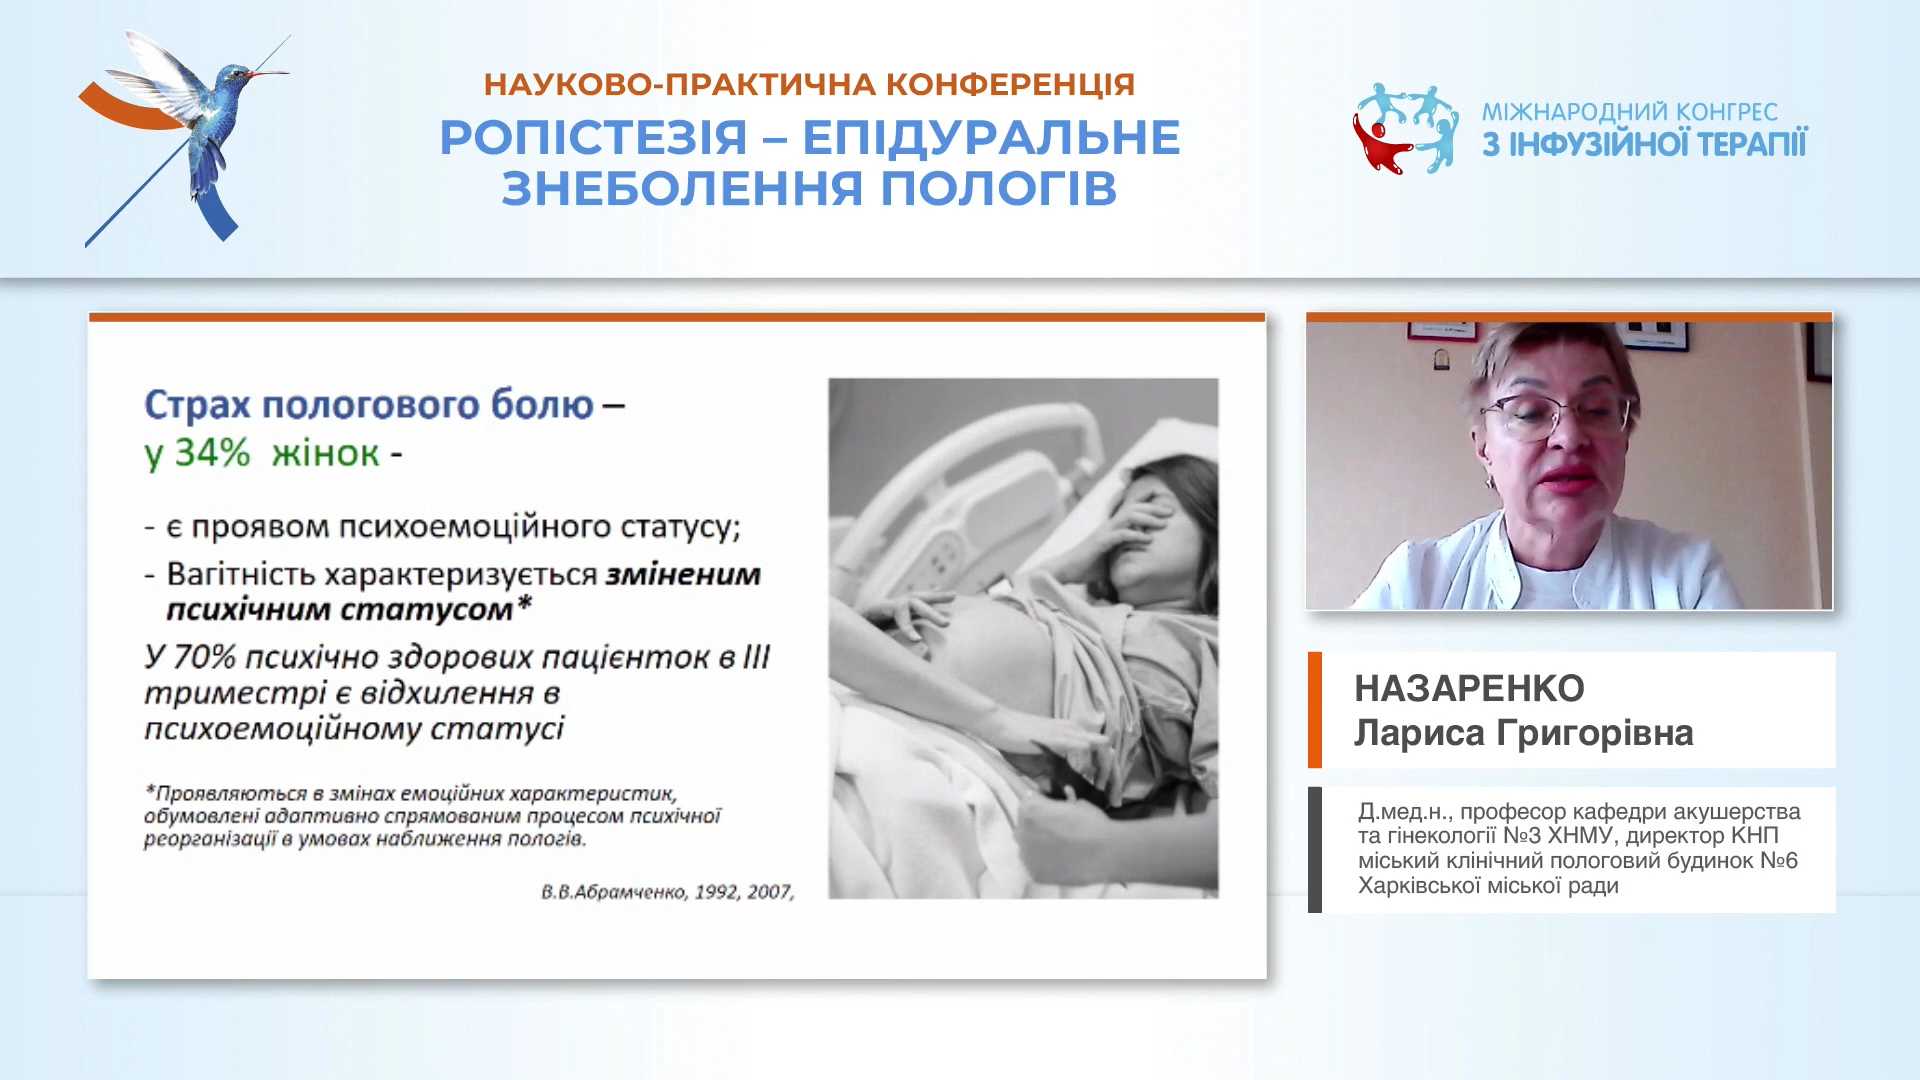 НАУКОВО-ПРАКТИЧНА КОНФЕРЕНЦІЯ
РОПІСТЕЗІЯ – ЕПІДУРАЛЬНЕ
ЗНЕБОЛЕННЯ ПОЛОГІВ
МІЖНАРОДНИЙ КОНГРЕС
З ІНФУЗІЙНОЇ ТЕРАПІЇ
Страх пологового болю –
у 34% жінок -
- є проявом психоемоційного статусу;
- Вагітність характеризується зміненим
психічним статусом*
У 70% психічно здорових пацієнток в ІІІ
триместрі є відхилення в
психоемоційному статусі
*Проявляються в змінах емоційних характеристик,
обумовлені адаптивно спрямованим процесом психічної
реорганізації в умовах наближення пологів.
В.В.Абрамченко, 1992, 2007,
НАЗАРЕНКО
Лариса Григорівна
Д.мед.н., професор кафедри акушерства
та гінекології №3 ХНМУ, директор КНП
міський клінічний пологовий будинок №6
Харківської міської ради